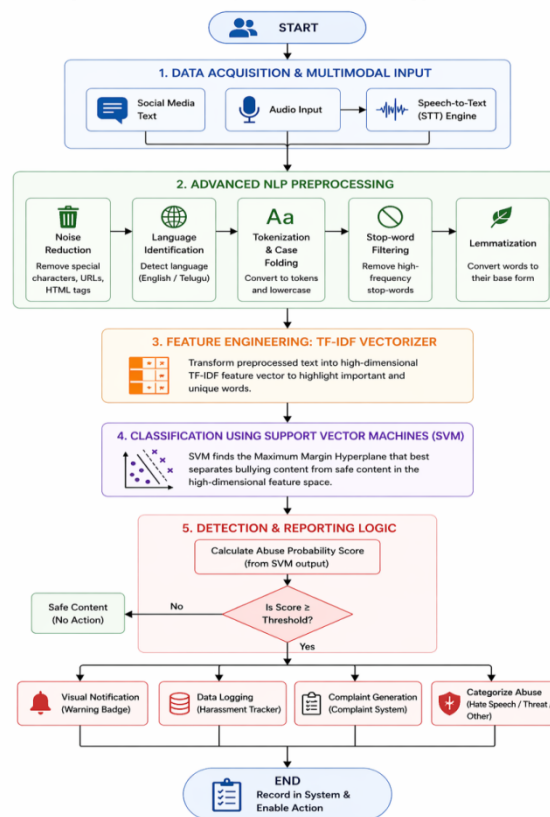 START
1. DATA ACQUISITION & MULTIMODAL INPUT
Social Media
Text
Audio Input
Speech-to-Text
(STT) Engine
2. ADVANCED NLP PREPROCESSING
Noise
Reduction
Remove special
characters, URLs,
HTML tags
Language
Identification
Detect language
(English / Telugu)
Aa
Tokenization
& Case
Folding
Convert to tokens
and lowercase
Stop-word
Filtering
Remove high-
frequency
stop-words
Lemmatization
Convert words to
their base form
3. FEATURE ENGINEERING: TF-IDF VECTORIZER
Transform preprocessed text into high-dimensional
TF-IDF feature vector to highlight important and
unique words.
4. CLASSIFICATION USING SUPPORT VECTOR MACHINES (SVM)
SVM finds the Maximum Margin Hyperplane that best
separates bullying content from safe content in the
high-dimensional feature space.
5. DETECTION & REPORTING LOGIC
Calculate Abuse Probability Score
(from SVM output)
Is Score ≥
Threshold?
No
Safe Content
(No Action)
Yes
Visual Notification
(Warning Badge)
Data Logging
(Harassment Tracker)
Complaint Generation
(Complaint System)
Categorize Abuse
(Hate Speech / Threat /
Other)
END
Record in System &
Enable Action